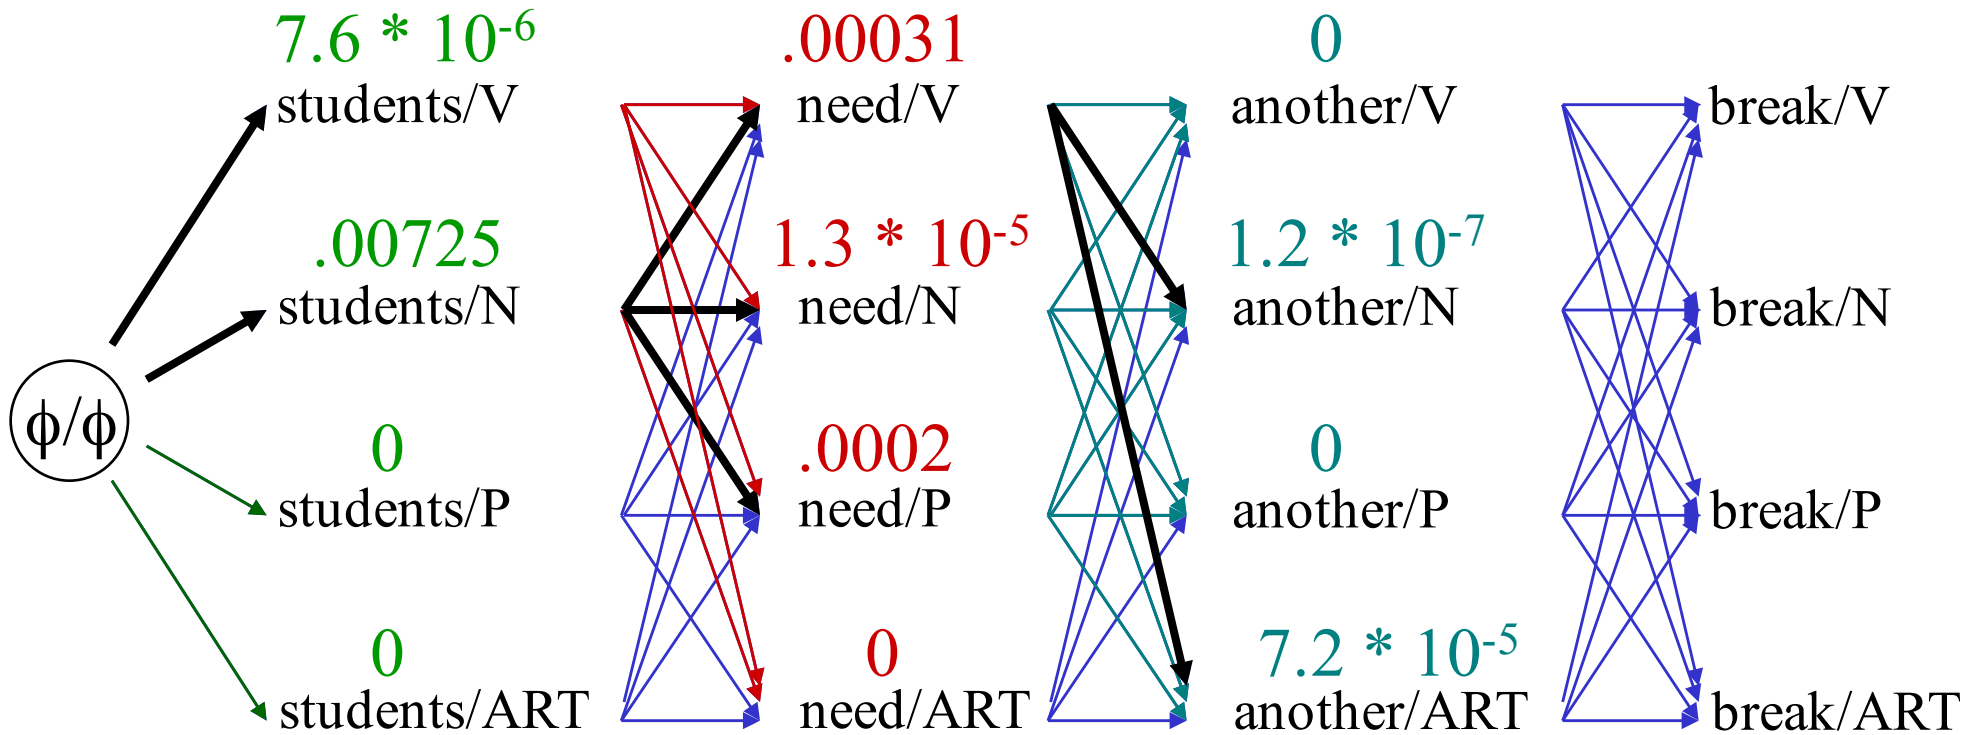 7.6 * 10⁻⁶ .00031 0
students/V need/V another/V break/V
.00725 1.3 * 10⁻⁵ 1.2 * 10⁻⁷
students/N need/N another/N break/N
ϕ/ϕ
0 .0002 0
students/P need/P another/P break/P
0 0 7.2 * 10⁻⁵
students/ART need/ART another/ART break/ART